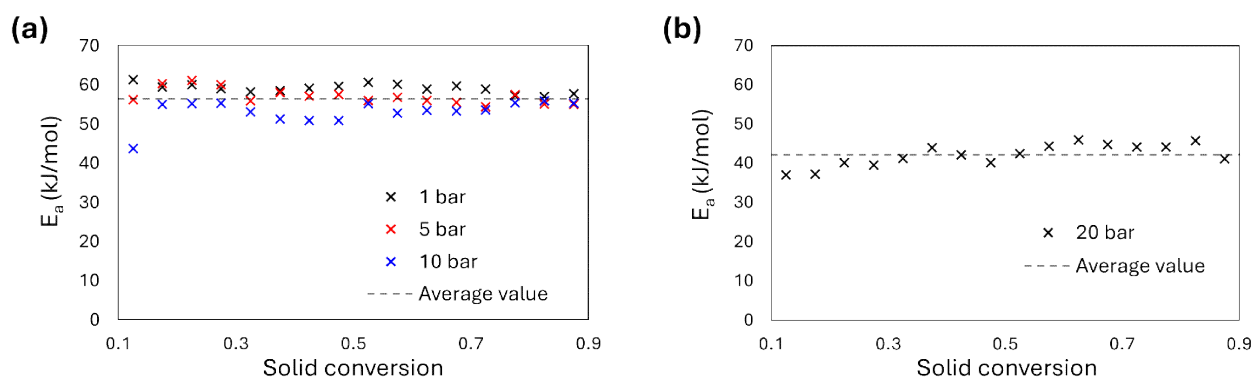 (a)
70
60
50
40
30
20
10
0
Ea (kJ/mol)
1 bar
5 bar
10 bar
Average value
0.1 0.3 0.5 0.7 0.9
Solid conversion
(b)
70
60
50
40
30
20
10
0
Ea (kJ/mol)
20 bar
Average value
0.1 0.3 0.5 0.7 0.9
Solid conversion